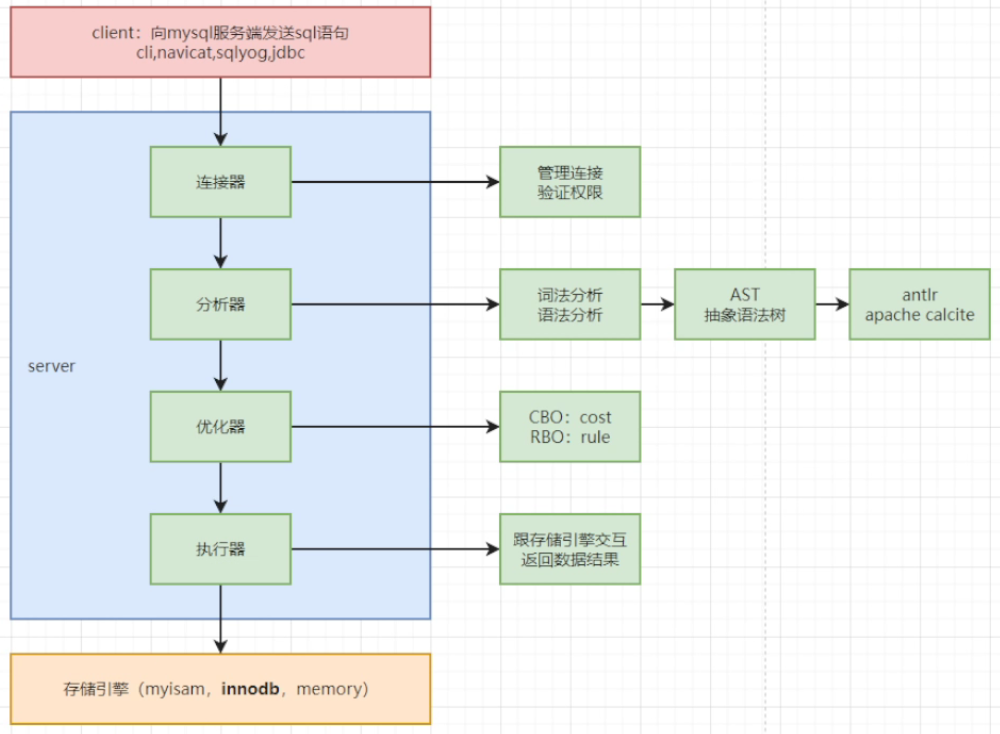 client：向mysql服务端发送sql语句
cli,navicat,sqlyog,jdbc
连接器
管理连接
验证权限
分析器
词法分析
语法分析
AST
抽象语法树
antlr
apache calcite
server
优化器
CBO：cost
RBO：rule
执行器
跟存储引擎交互
返回数据结果
存储引擎（myisam，innodb，memory）